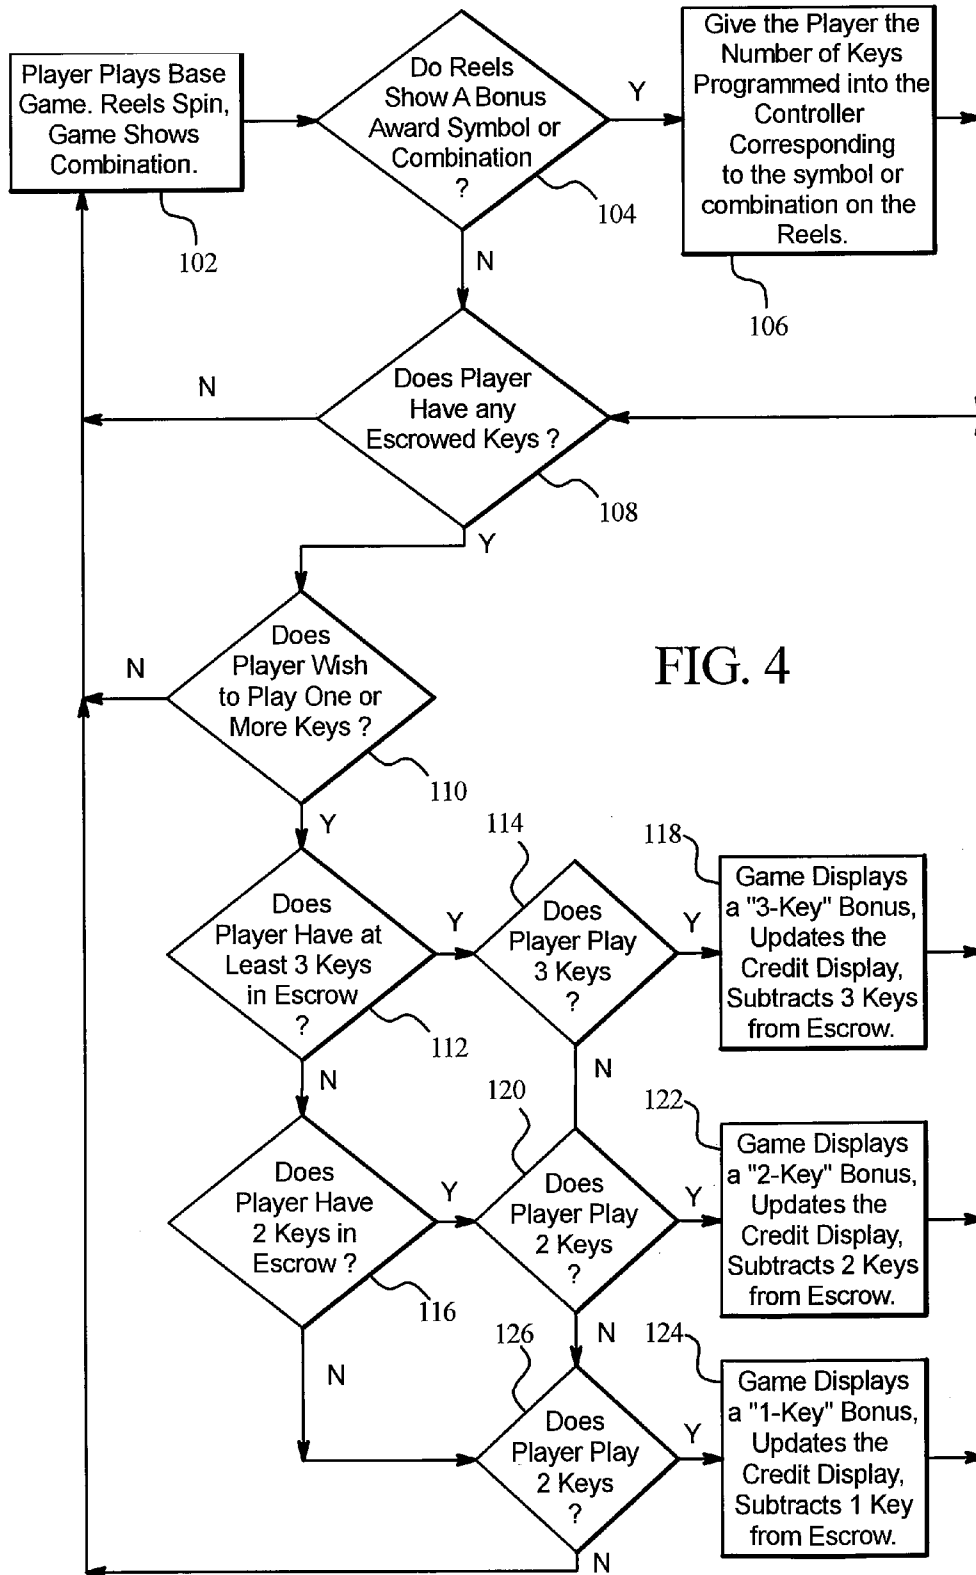 Player Plays Base
Game. Reels Spin,
Game Shows
Combination.
102
Do Reels
Show A Bonus
Award Symbol or
Combination
?
104
Y
N
Give the Player the
Number of Keys
Programmed into the
Controller
Corresponding
to the symbol or
combination on the
Reels.
106
Does Player
Have any
Escrowed Keys ?
108
N
Y
Does
Player Wish
to Play One or
More Keys ?
110
N
Y
FIG. 4
Does
Player Have at
Least 3 Keys
in Escrow
?
112
Y
N
114
Does
Player Play
3 Keys
?
Y
N
118
Game Displays
a "3-Key" Bonus,
Updates the
Credit Display,
Subtracts 3 Keys
from Escrow.
Does
Player Have
2 Keys in
Escrow ?
116
Y
N
120
Does
Player Play
2 Keys
?
Y
N
122
Game Displays
a "2-Key" Bonus,
Updates the
Credit Display,
Subtracts 2 Keys
from Escrow.
126
Does
Player Play
2 Keys
?
Y
N
124
Game Displays
a "1-Key" Bonus,
Updates the
Credit Display,
Subtracts 1 Key
from Escrow.